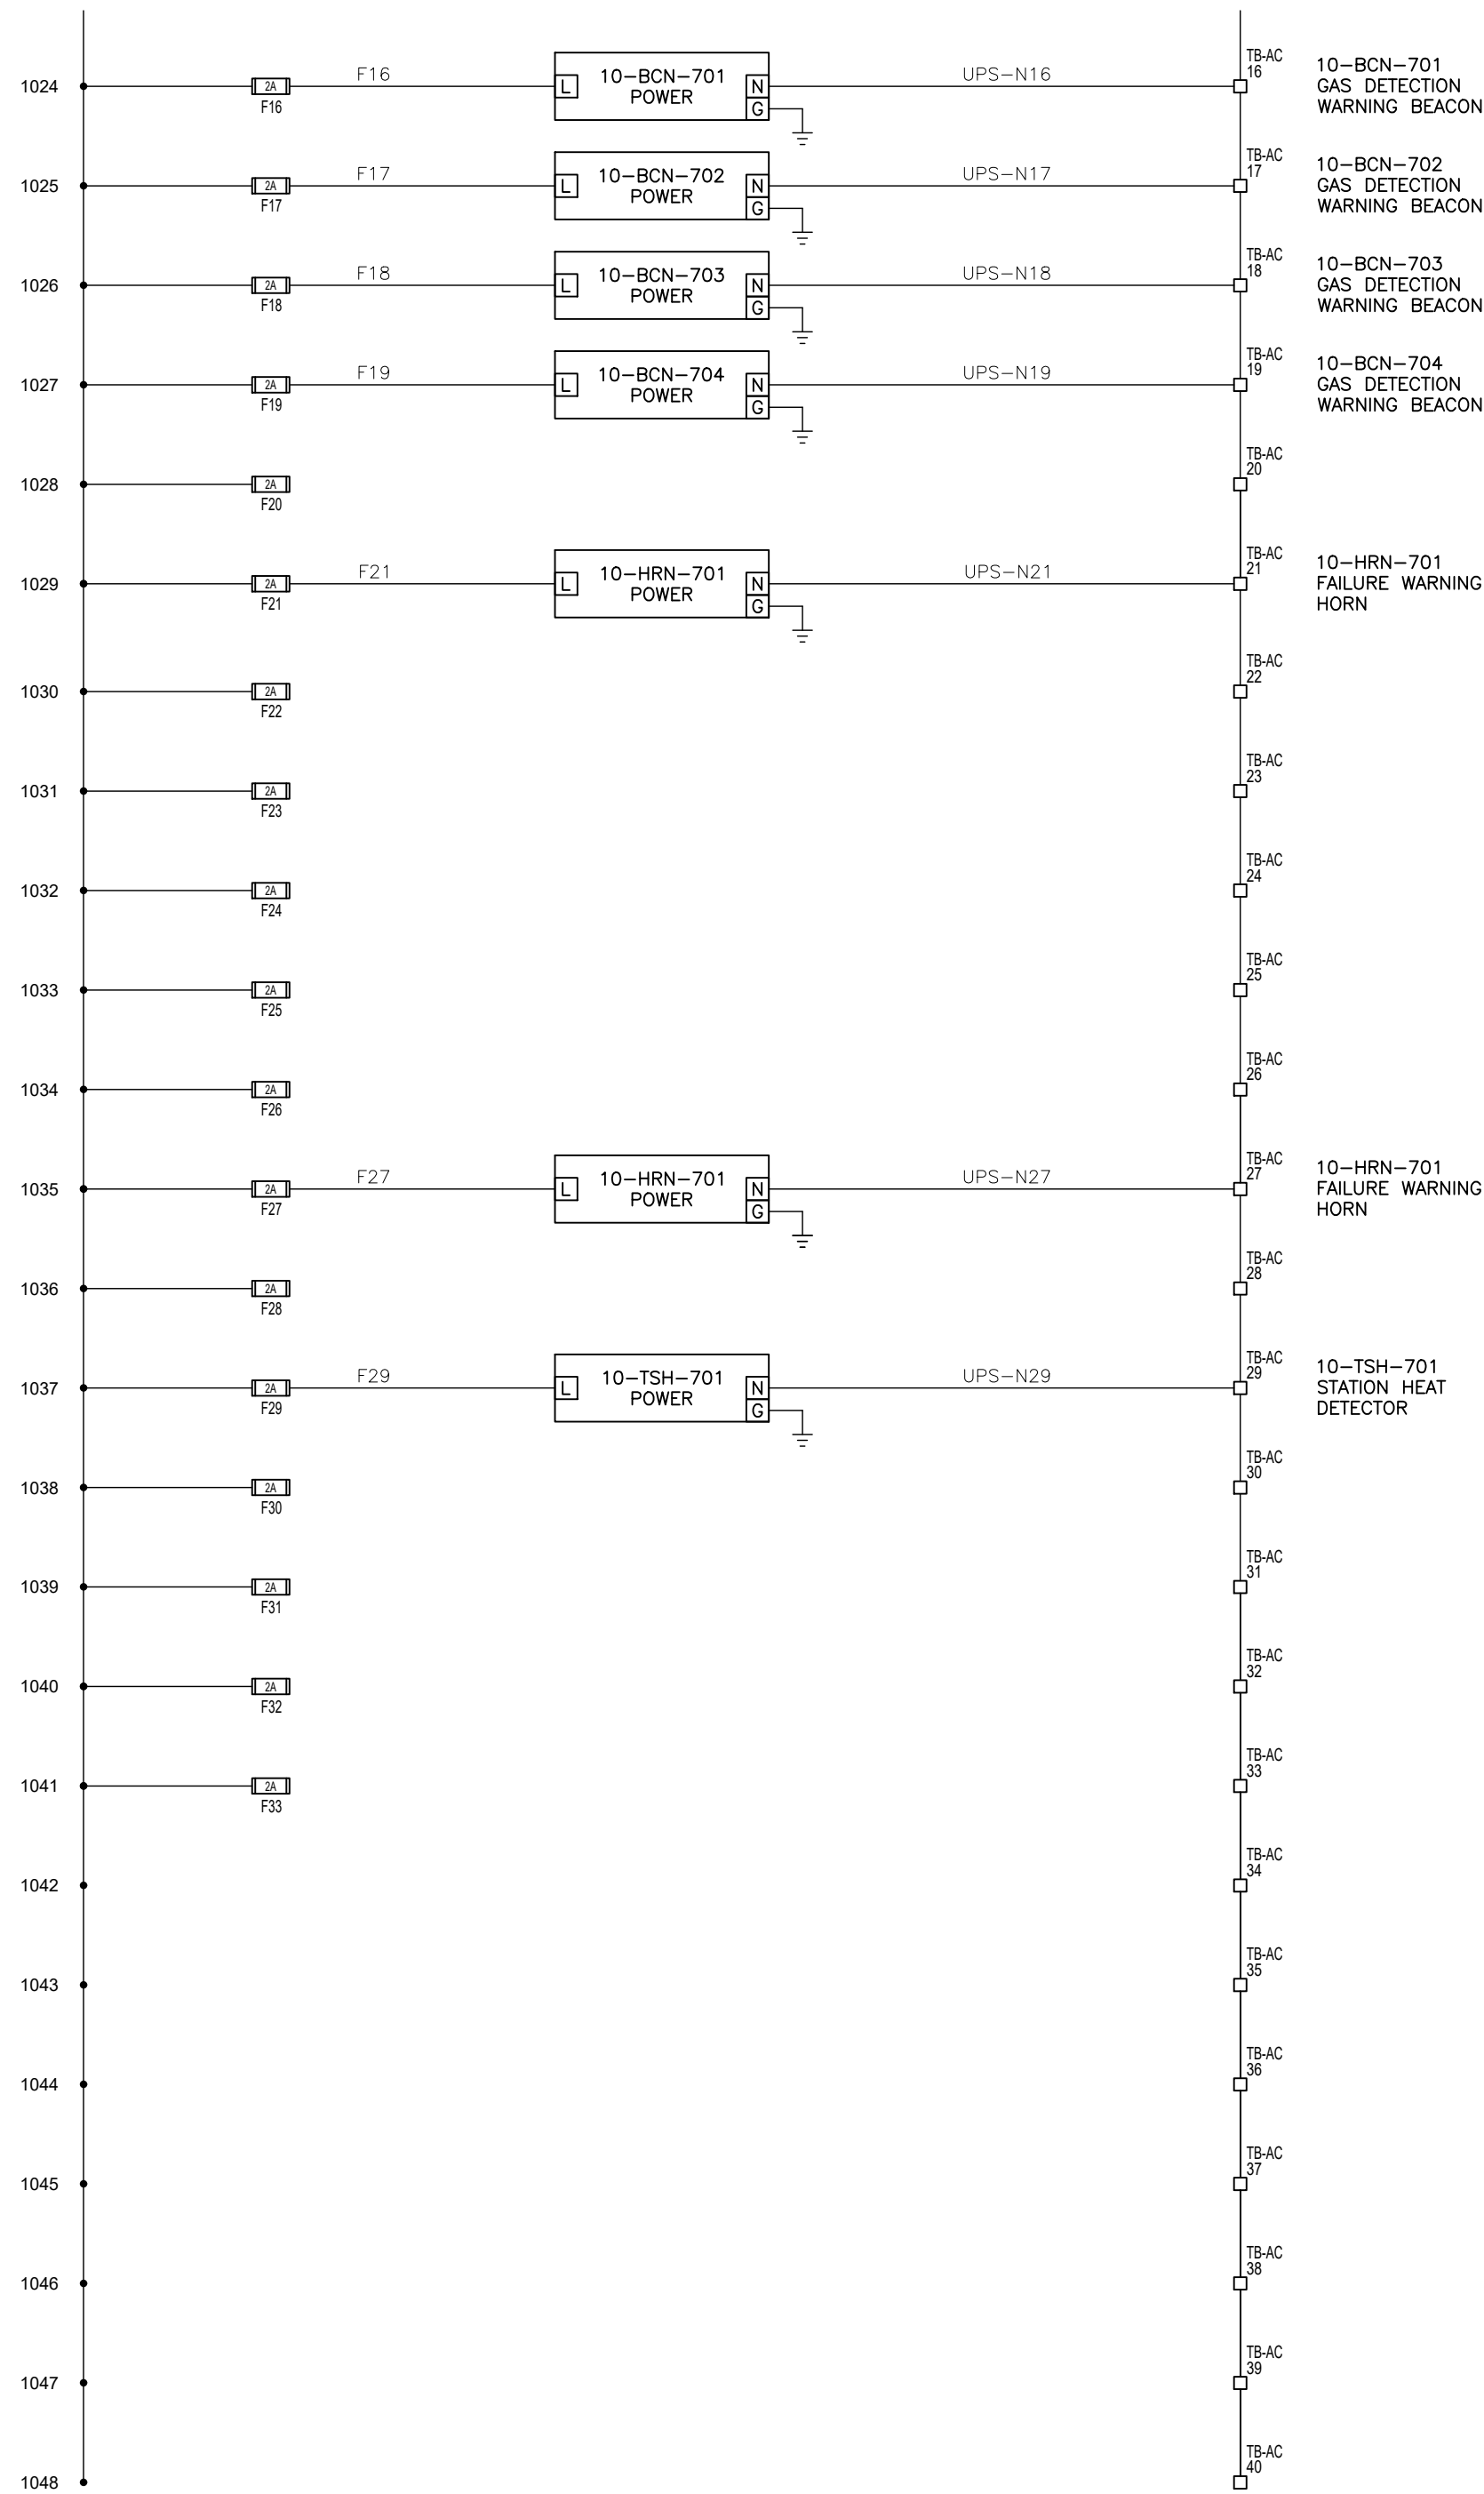 TB-AC
16
1024
2A
F16
F16
L
10-BCN-701
POWER
N
G
UPS-N16
10-BCN-701
GAS DETECTION
WARNING BEACON
TB-AC
17
1025
2A
F17
F17
L
10-BCN-702
POWER
N
G
UPS-N17
10-BCN-702
GAS DETECTION
WARNING BEACON
TB-AC
18
1026
2A
F18
F18
L
10-BCN-703
POWER
N
G
UPS-N18
10-BCN-703
GAS DETECTION
WARNING BEACON
TB-AC
19
1027
2A
F19
F19
L
10-BCN-704
POWER
N
G
UPS-N19
10-BCN-704
GAS DETECTION
WARNING BEACON
TB-AC
20
1028
2A
F20
TB-AC
21
1029
2A
F21
F21
L
10-HRN-701
POWER
N
G
UPS-N21
10-HRN-701
FAILURE WARNING
HORN
TB-AC
22
1030
2A
F22
TB-AC
23
1031
2A
F23
TB-AC
24
1032
2A
F24
TB-AC
25
1033
2A
F25
TB-AC
26
1034
2A
F26
TB-AC
27
1035
2A
F27
F27
L
10-HRN-701
POWER
N
G
UPS-N27
10-HRN-701
FAILURE WARNING
HORN
TB-AC
28
1036
2A
F28
TB-AC
29
1037
2A
F29
F29
L
10-TSH-701
POWER
N
G
UPS-N29
10-TSH-701
STATION HEAT
DETECTOR
TB-AC
30
1038
2A
F30
TB-AC
31
1039
2A
F31
TB-AC
32
1040
2A
F32
TB-AC
33
1041
2A
F33
TB-AC
34
1042
TB-AC
35
1043
TB-AC
36
1044
TB-AC
37
1045
TB-AC
38
1046
TB-AC
39
1047
TB-AC
40
1048